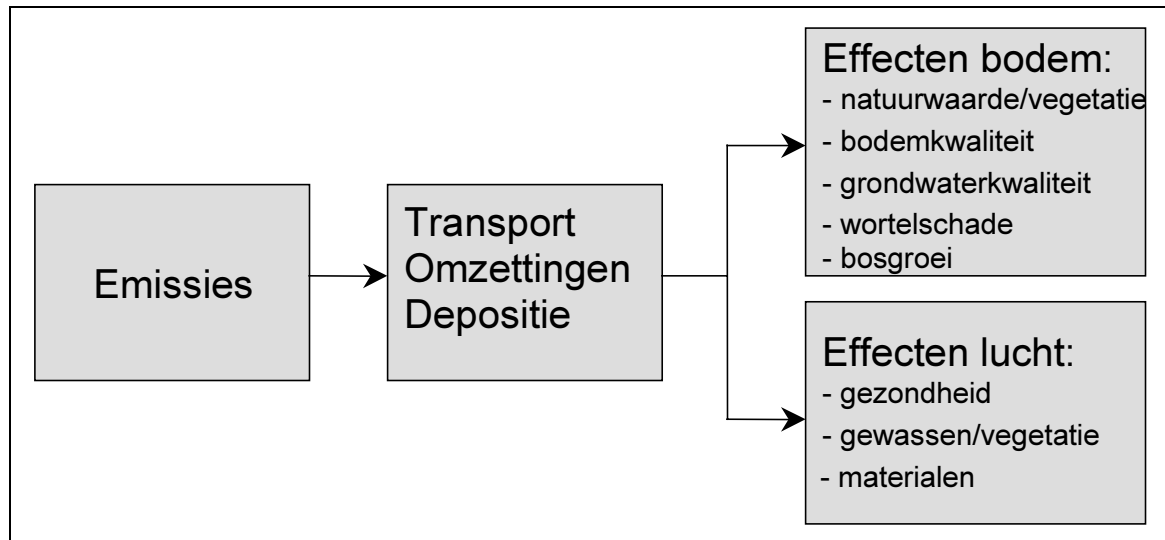 Emissies
Transport
Omzettingen
Depositie
Effecten bodem:
- natuurwaarde/vegetatie
- bodemkwaliteit
- grondwaterkwaliteit
- wortelschade
- bosgroei
Effecten lucht:
- gezondheid
- gewassen/vegetatie
- materialen